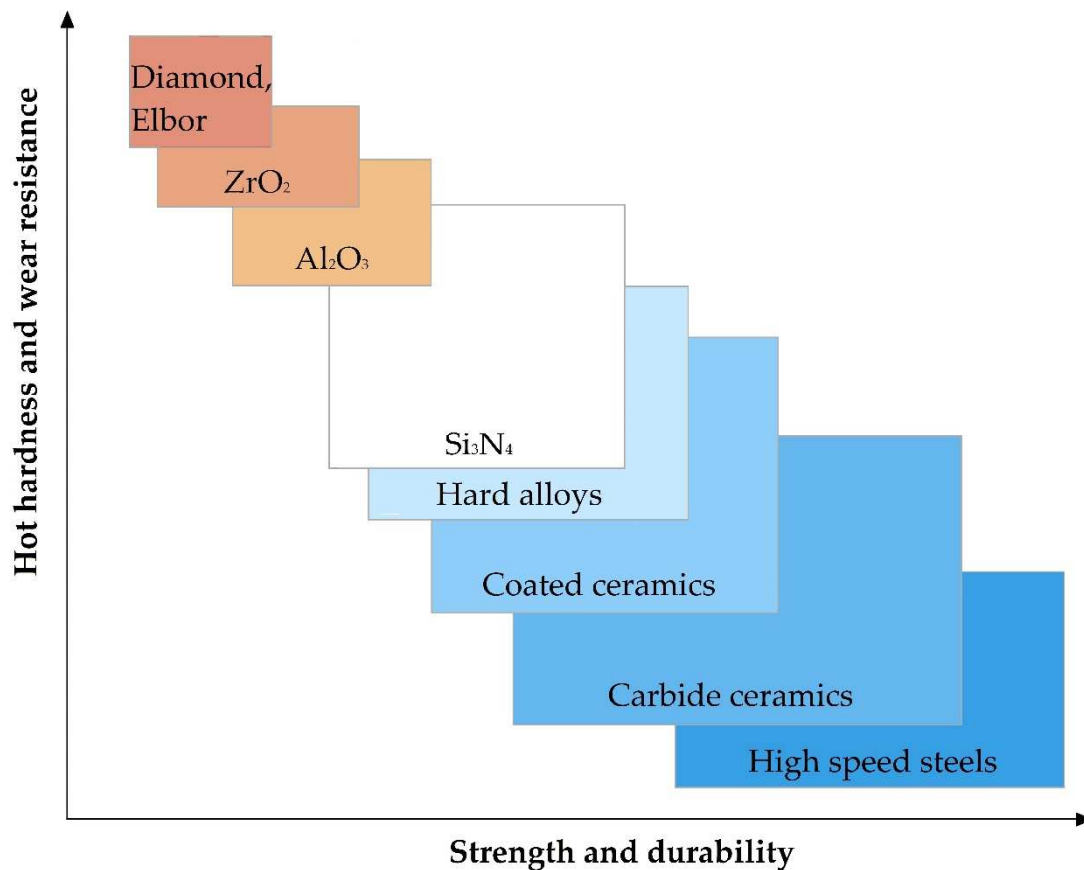 Hot hardness and wear resistance
Diamond,
Elbor
ZrO₂
Al₂O₃
Si₃N₄
Hard alloys
Coated ceramics
Carbide ceramics
High speed steels
Strength and durability